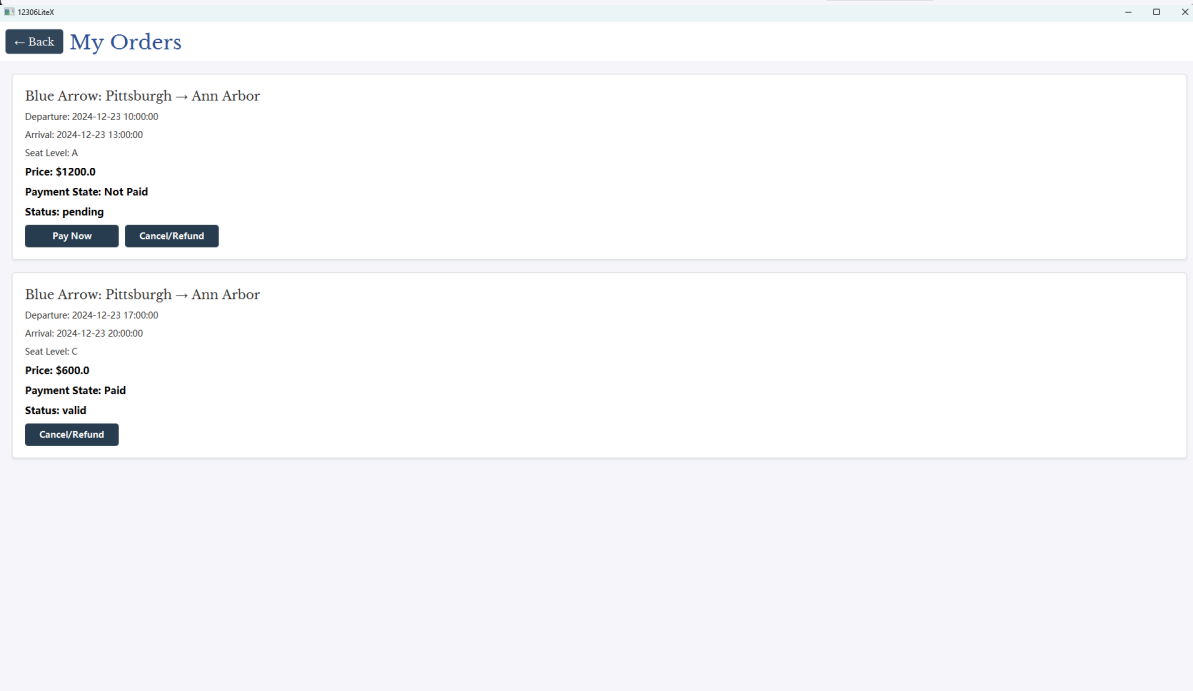 12306LiteX
← Back My Orders
Blue Arrow: Pittsburgh → Ann Arbor
Departure: 2024-12-23 10:00:00
Arrival: 2024-12-23 13:00:00
Seat Level: A
Price: $1200.0
Payment State: Not Paid
Status: pending
Pay Now Cancel/Refund
Blue Arrow: Pittsburgh → Ann Arbor
Departure: 2024-12-23 17:00:00
Arrival: 2024-12-23 20:00:00
Seat Level: C
Price: $600.0
Payment State: Paid
Status: valid
Cancel/Refund